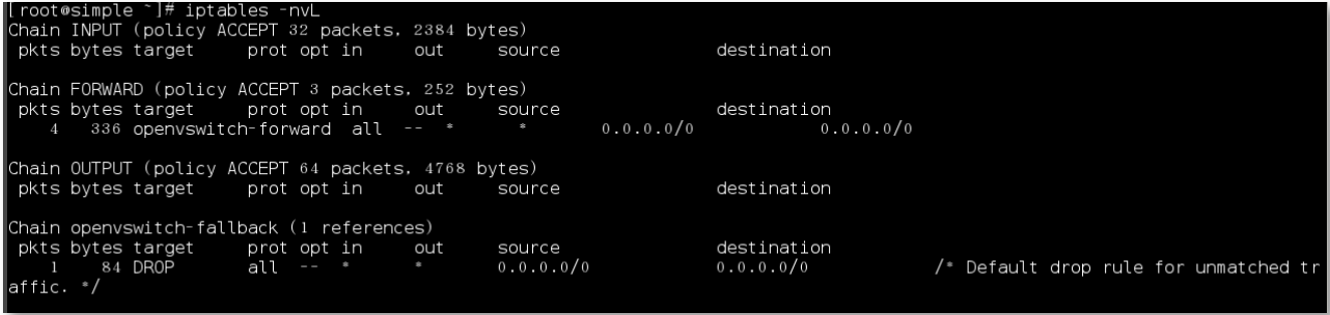 [root@simple ~]# iptables -nvL
Chain INPUT (policy ACCEPT 32 packets, 2384 bytes)
pkts bytes target prot opt in out source destination
Chain FORWARD (policy ACCEPT 3 packets, 252 bytes)
pkts bytes target prot opt in out source destination
4 336 openvswitch-forward all -- * * 0.0.0.0/0 0.0.0.0/0
Chain OUTPUT (policy ACCEPT 64 packets, 4768 bytes)
pkts bytes target prot opt in out source destination
Chain openvswitch-fallback (1 references)
pkts bytes target prot opt in out source destination
1 84 DROP all -- * * 0.0.0.0/0 0.0.0.0/0 /* Default drop rule for unmatched tr
affic. */